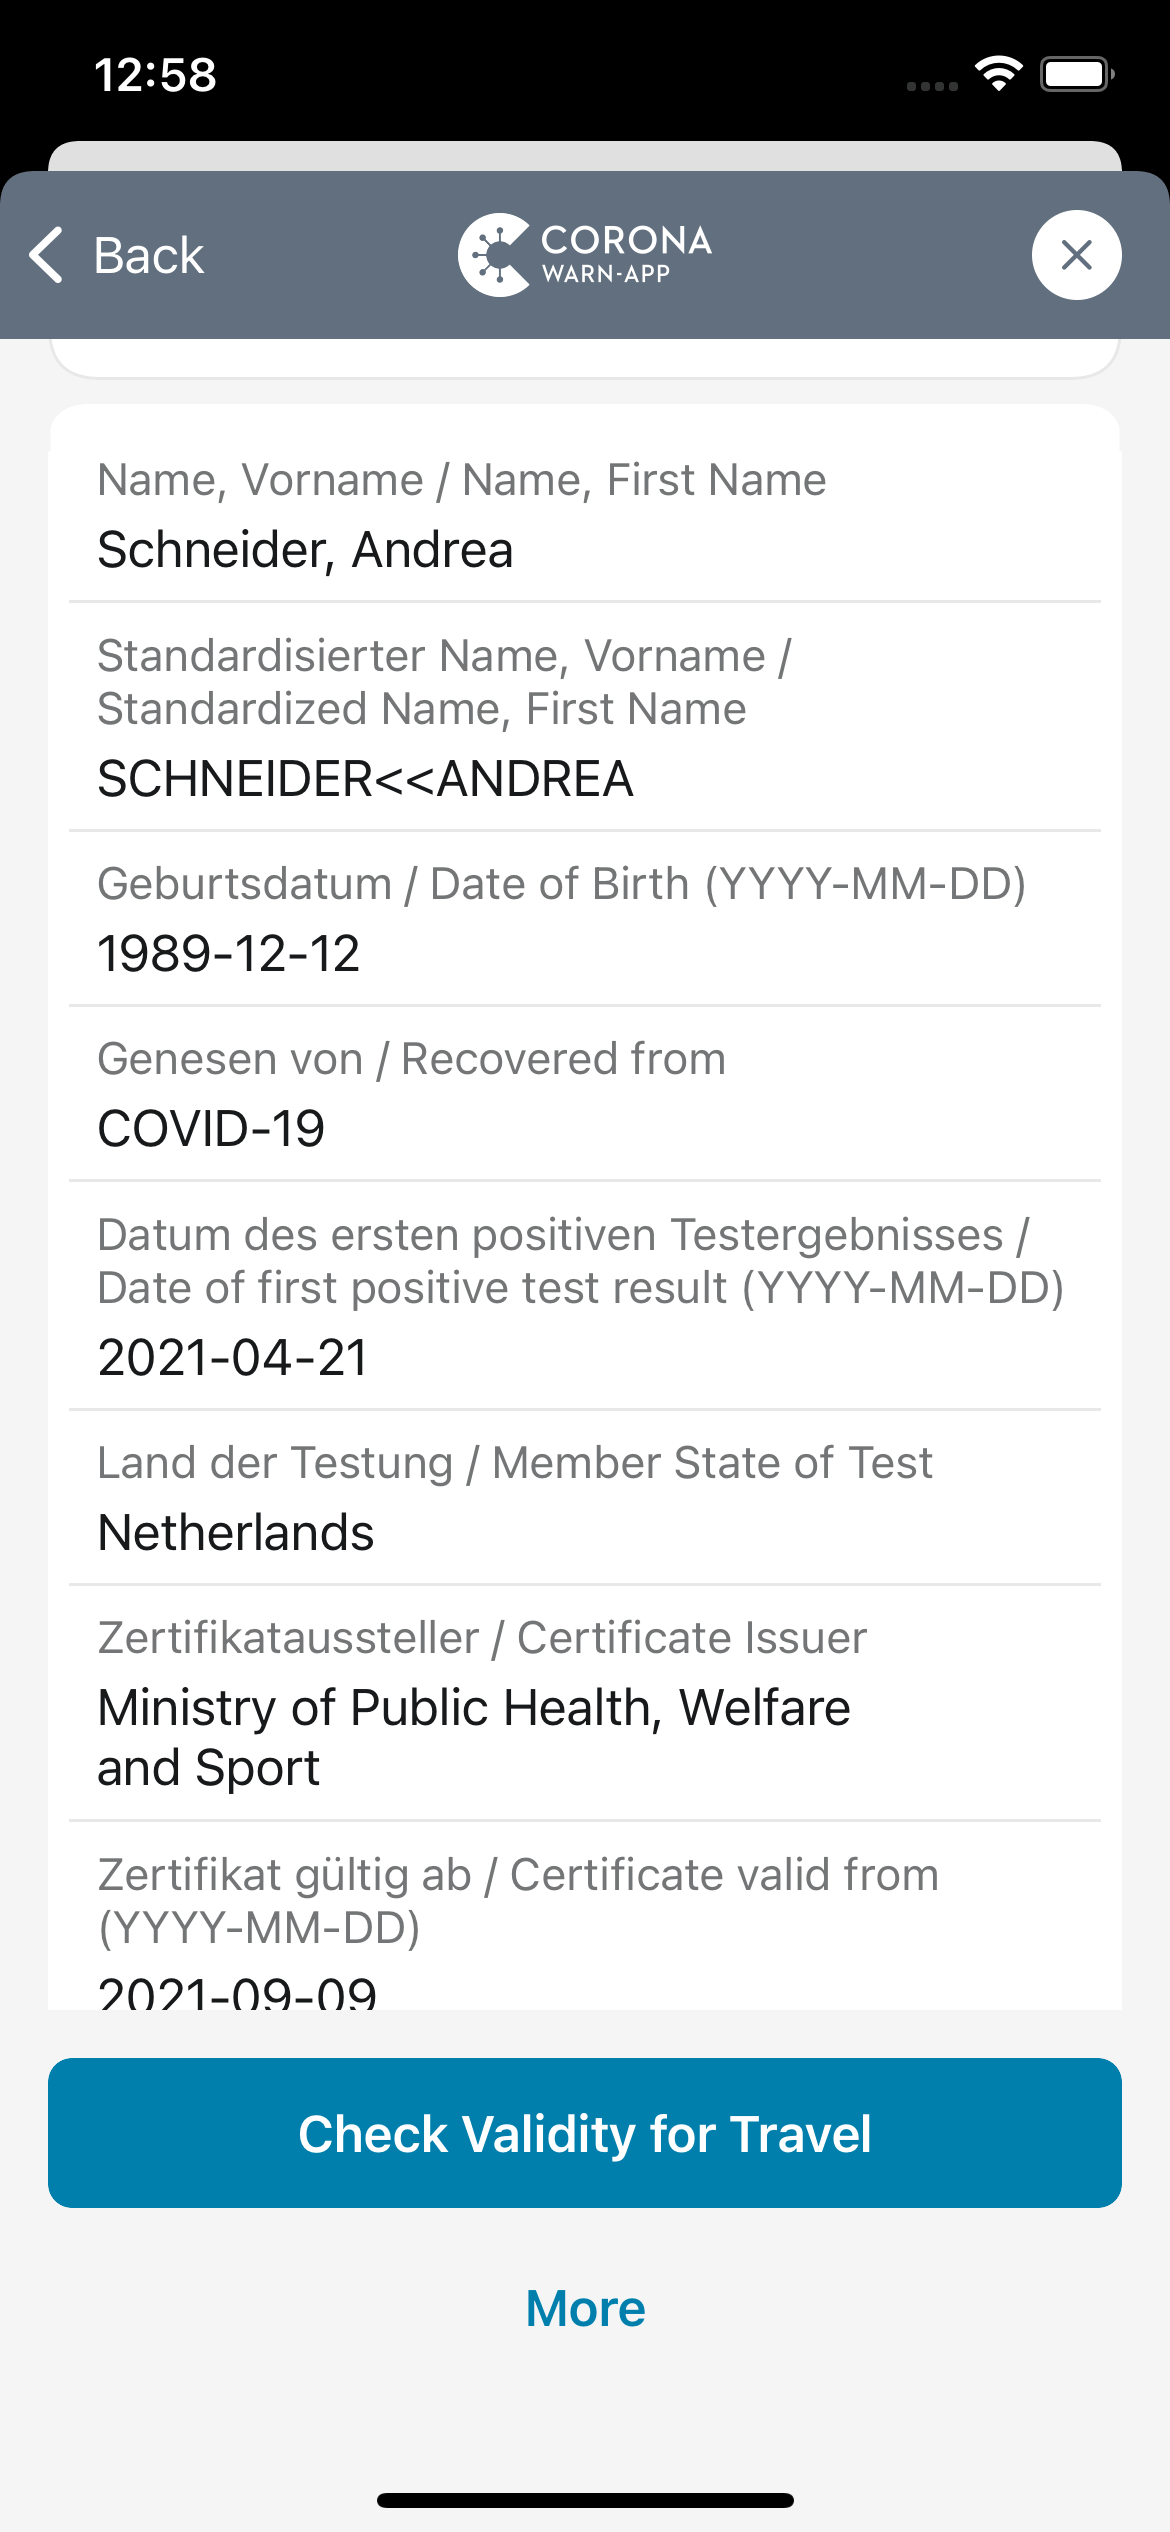 12:58
Back
CORONA
WARN-APP
Name, Vorname / Name, First Name
Schneider, Andrea
Standardisierter Name, Vorname /
Standardized Name, First Name
SCHNEIDER<<ANDREA
Geburtsdatum / Date of Birth (YYYY-MM-DD)
1989-12-12
Genesen von / Recovered from
COVID-19
Datum des ersten positiven Testergebnisses /
Date of first positive test result (YYYY-MM-DD)
2021-04-21
Land der Testung / Member State of Test
Netherlands
Zertifikataussteller / Certificate Issuer
Ministry of Public Health, Welfare
and Sport
Zertifikat gültig ab / Certificate valid from
(YYYY-MM-DD)
2021-09-09
Check Validity for Travel
More